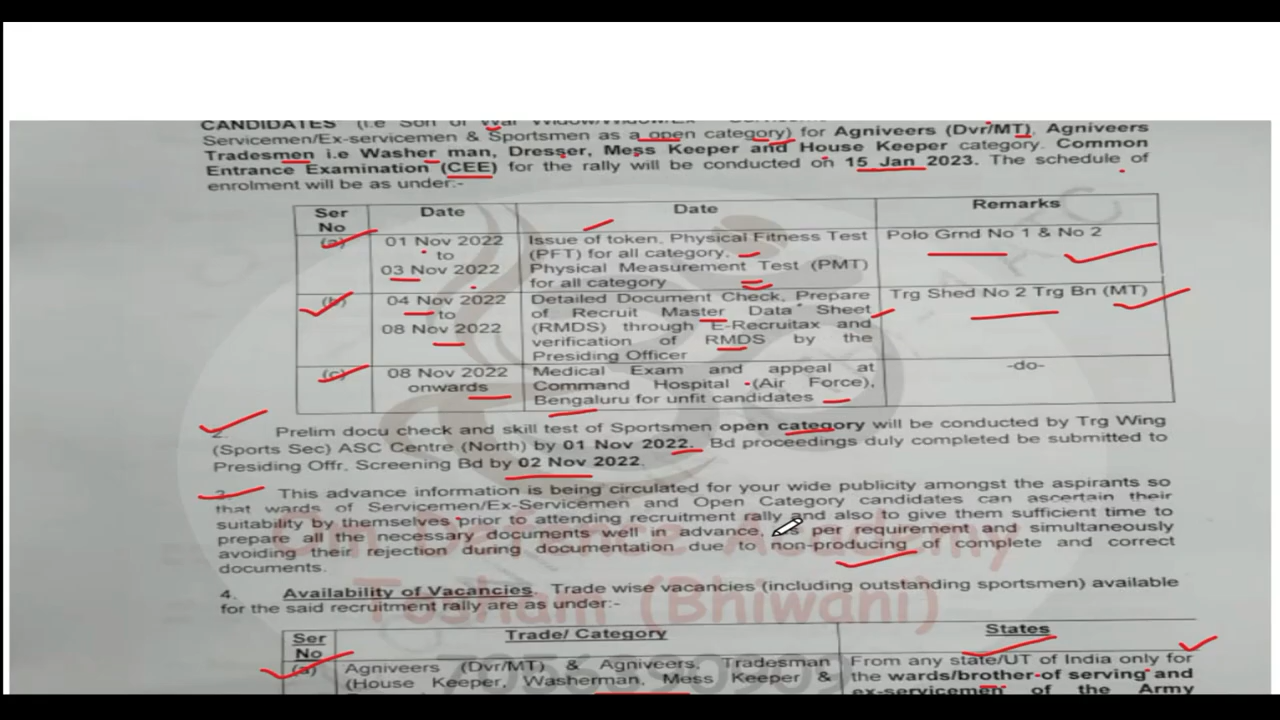 CANDIDATES (i.e Son of War Widow/Widow/Ex-
Servicemen/Ex-servicemen & Sportsmen as a open category) for Agniveers (Dvr/MT), Agniveers
Tradesmen i.e Washer man, Dresser, Mess Keeper and House Keeper category. Common
Entrance Examination (CEE) for the rally will be conducted on 15 Jan 2023. The schedule of
enrolment will be as under:-
Ser No Date Date Remarks
(a) 01 Nov 2022 to 03 Nov 2022 Issue of token, Physical Fitness Test (PFT) for all category. Physical Measurement Test (PMT) for all category Polo Grnd No 1 & No 2
(b) 04 Nov 2022 to 08 Nov 2022 Detailed Document Check, Prepare of Recruit Master Data Sheet (RMDS) through E-Recruitax and verification of RMDS by the Presiding Officer Trg Shed No 2 Trg Bn (MT)
(c) 08 Nov 2022 onwards Medical Exam and appeal at Command Hospital (Air Force), Bengaluru for unfit candidates -do-
2. Prelim docu check and skill test of Sportsmen open category will be conducted by Trg Wing
(Sports Sec) ASC Centre (North) by 01 Nov 2022. Bd proceedings duly completed be submitted to
Presiding Offr, Screening Bd by 02 Nov 2022.
3. This advance information is being circulated for your wide publicity amongst the aspirants so
that wards of Servicemen/Ex-Servicemen and Open Category candidates can ascertain their
suitability by themselves prior to attending recruitment rally and also to give them sufficient time to
prepare all the necessary documents well in advance, as per requirement and simultaneously
avoiding their rejection during documentation due to non-producing of complete and correct
documents.
4. Availability of Vacancies. Trade wise vacancies (including outstanding sportsmen) available
for the said recruitment rally are as under:-
Ser No Trade/ Category States
(a) Agniveers (Dvr/MT) & Agniveers, Tradesman (House Keeper, Washerman, Mess Keeper & From any state/UT of India only for the wards/brother of serving and ex-servicemen of the Army
Defence Academy
Tosham (Bhiwani)